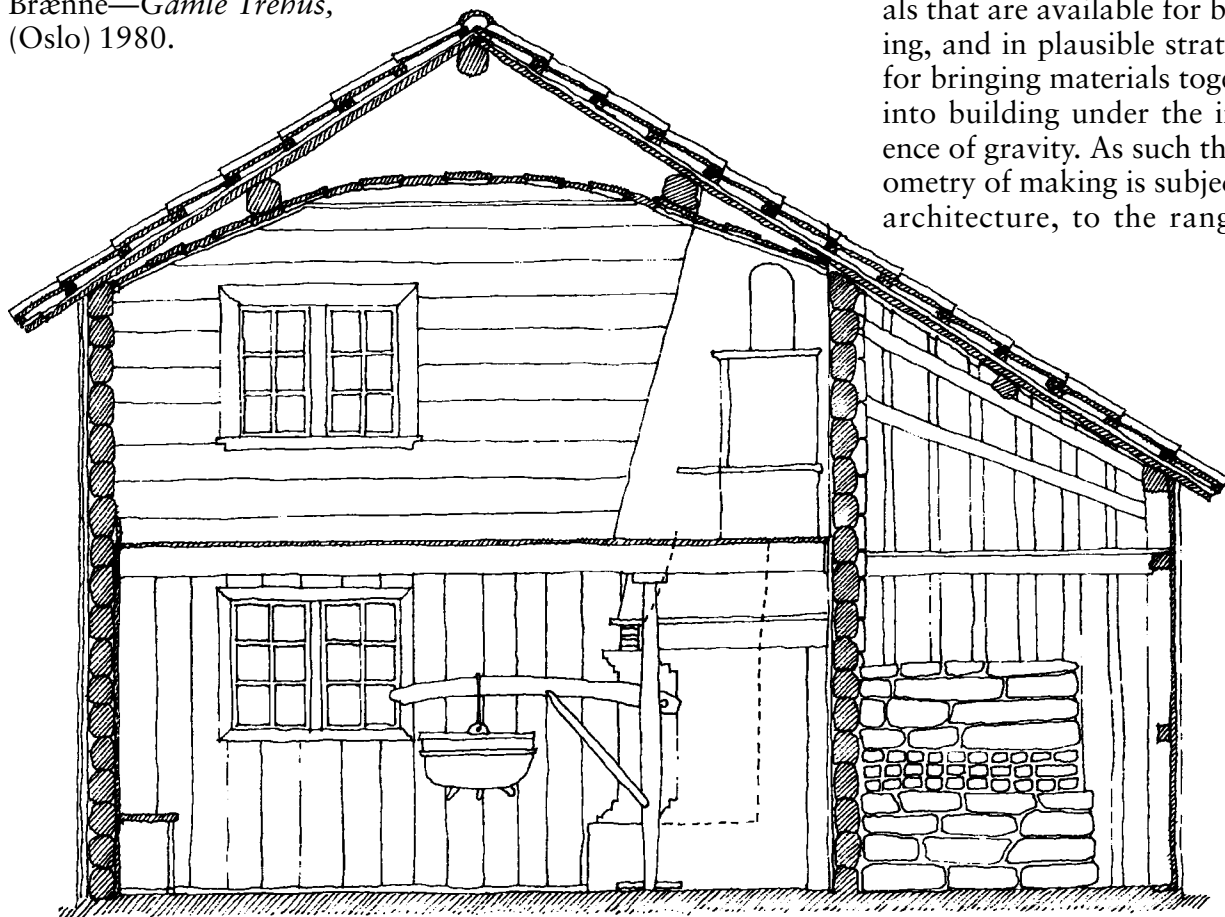 Brænne—Gamle Trehus,
(Oslo) 1980.
als that are available for b
ing, and in plausible strat
for bringing materials toge
into building under the i
ence of gravity. As such th
ometry of making is subjec
architecture, to the rang